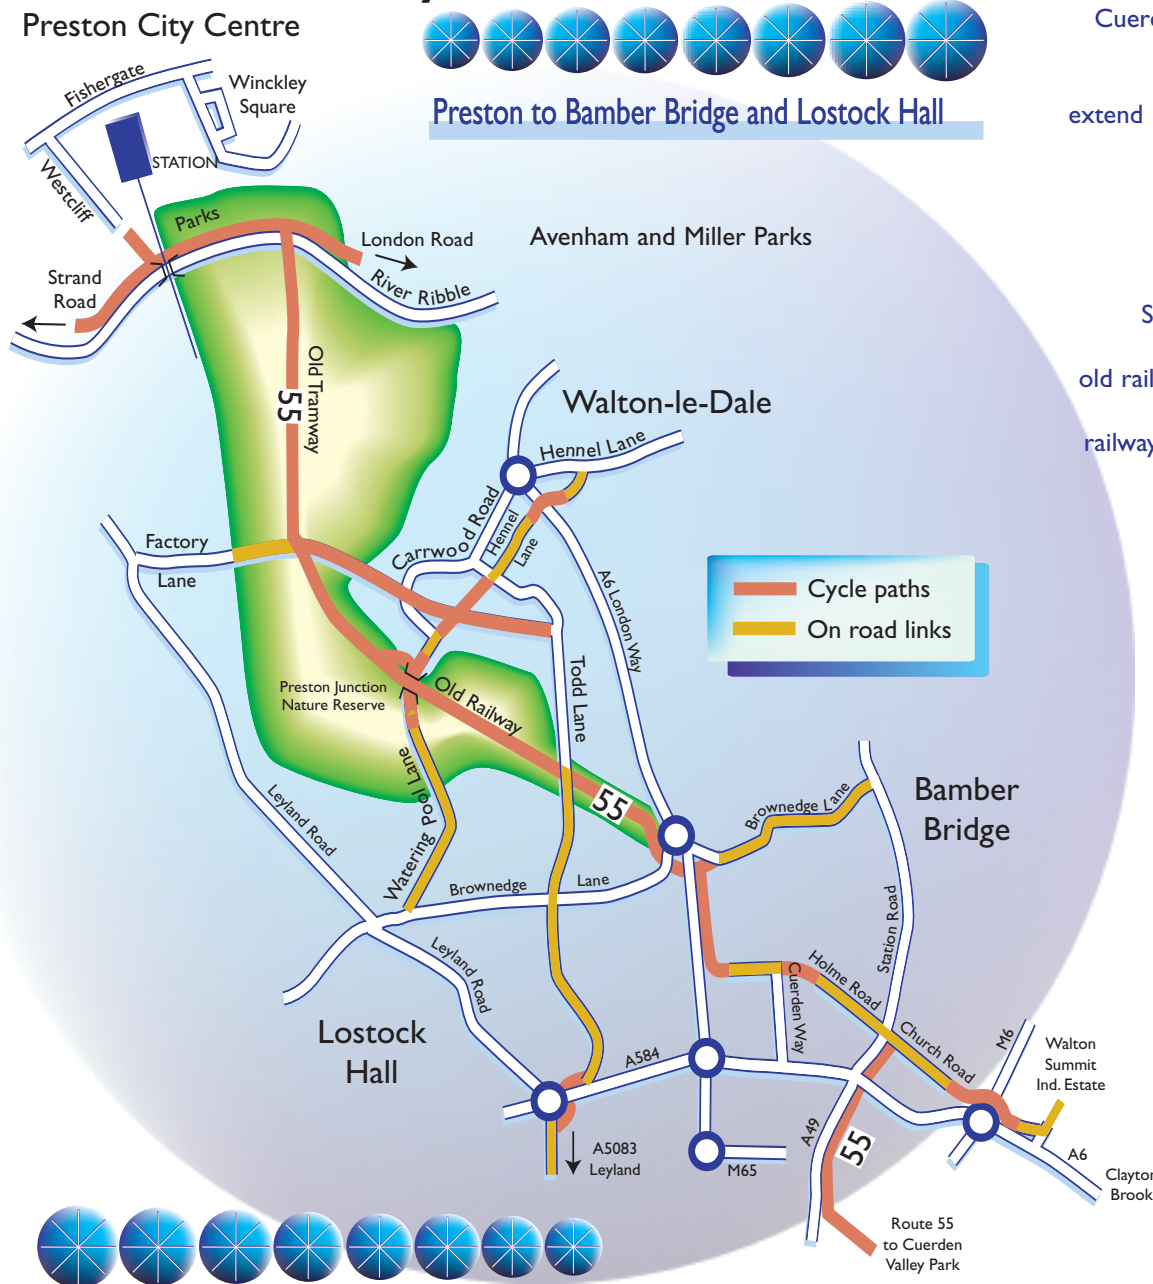 Preston City Centre
Preston to Bamber Bridge and Lostock Hall
extend
old rail
railway
Fishergate
Winckley
Square
STATION
Westcliff
Parks
London Road
Avenham and Miller Parks
Strand
Road
River Ribble
Old Tramway
55
Walton-le-Dale
Hennel Lane
Carrwood Road
Hennel
Lane
Factory
Lane
A6 London Way
Cycle paths
On road links
Todd Lane
Preston Junction
Nature Reserve
Old Railway
55
Watering Pool Lane
Leyland Road
Brownedge Lane
Bamber
Bridge
Brownedge Lane
Station Road
Leyland Road
Holme Road
Cuerden Way
Church Road
Lostock
Hall
A584
M6
Walton
Summit
Ind. Estate
A49
55
A5083
Leyland
M65
A6
Clayton
Brook
Route 55
to Cuerden
Valley Park